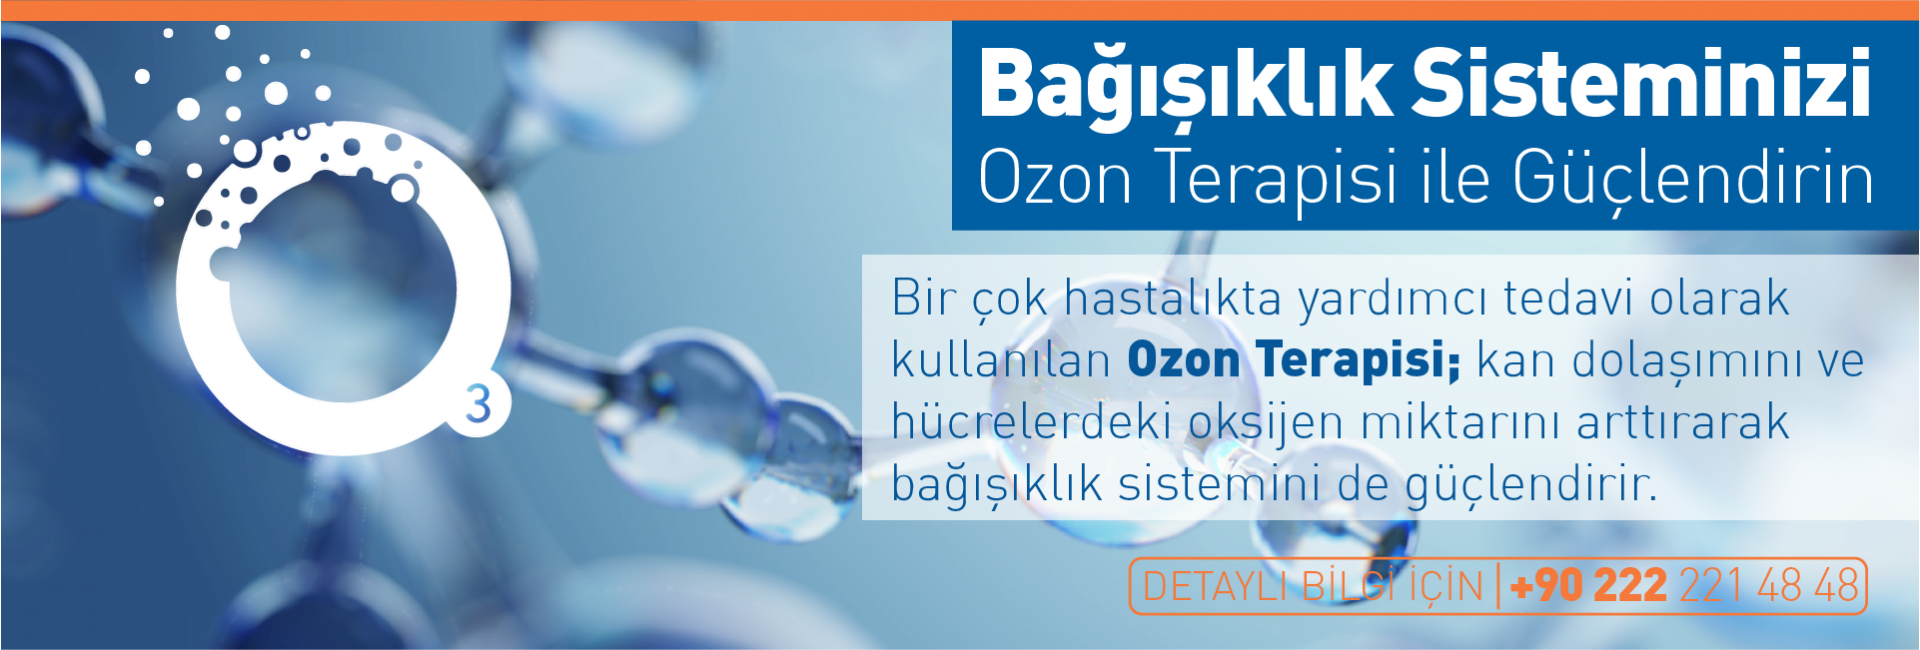 Bağışıklık Sisteminizi
Ozon Terapisi ile Güçlendirin
Bir çok hastalıkta yardımcı tedavi olarak
kullanılan Ozon Terapisi; kan dolaşımını ve
hücrelerdeki oksijen miktarını arttırarak
bağışıklık sistemini de güçlendirir.
O3
DETAYLI BİLGİ İÇİN | +90 222 221 48 48